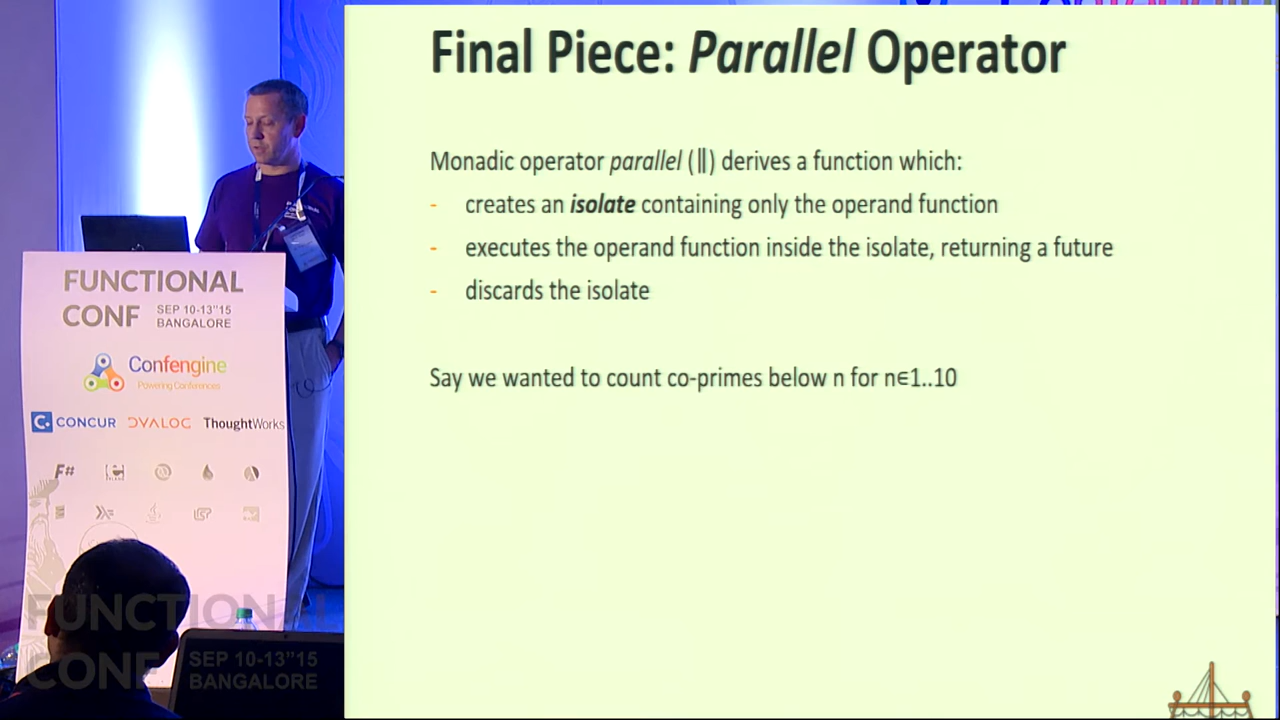 Final Piece: Parallel Operator
Monadic operator parallel (∥) derives a function which:
- creates an isolate containing only the operand function
- executes the operand function inside the isolate, returning a future
- discards the isolate
Say we wanted to count co-primes below n for n∊1..10
FUNCTIONAL
CONF SEP 10-13"15
BANGALORE
Confengine
Powering Conferences
CONCUR DYALOC ThoughtWorks
F#
FUNCTIONAL
CONF SEP 10-13"15
BANGALORE